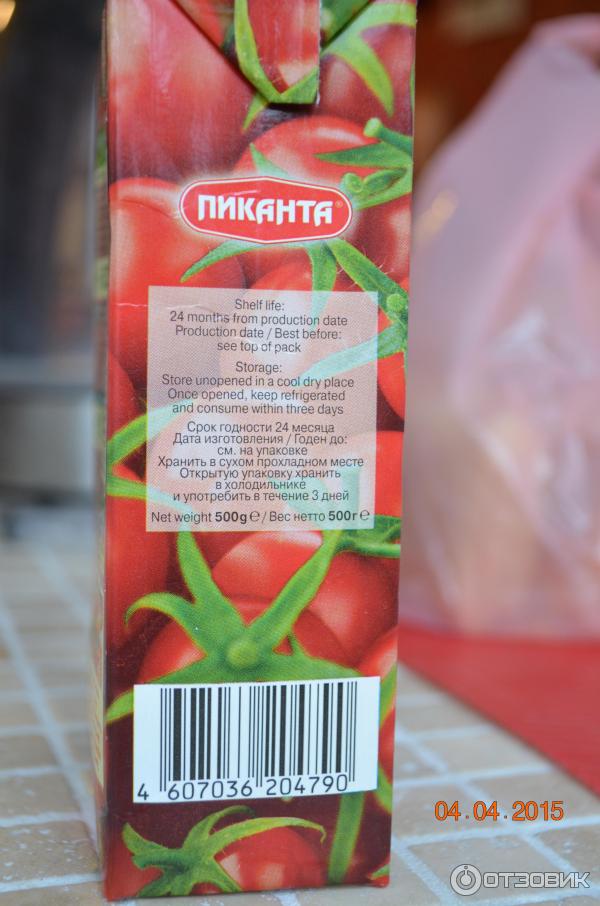 ПИКАНТА®
Shelf life:
24 months from production date
Production date / Best before:
see top of pack
Storage:
Store unopened in a cool dry place
Once opened, keep refrigerated
and consume within three days
Срок годности 24 месяца
Дата изготовления / Годен до:
см. на упаковке
Хранить в сухом прохладном месте
Открытую упаковку хранить
в холодильнике
и употребить в течение 3 дней
Net weight 500g ℮ / Вес нетто 500г ℮
4 607036 204790
04.04.2015
ОТЗОВИК